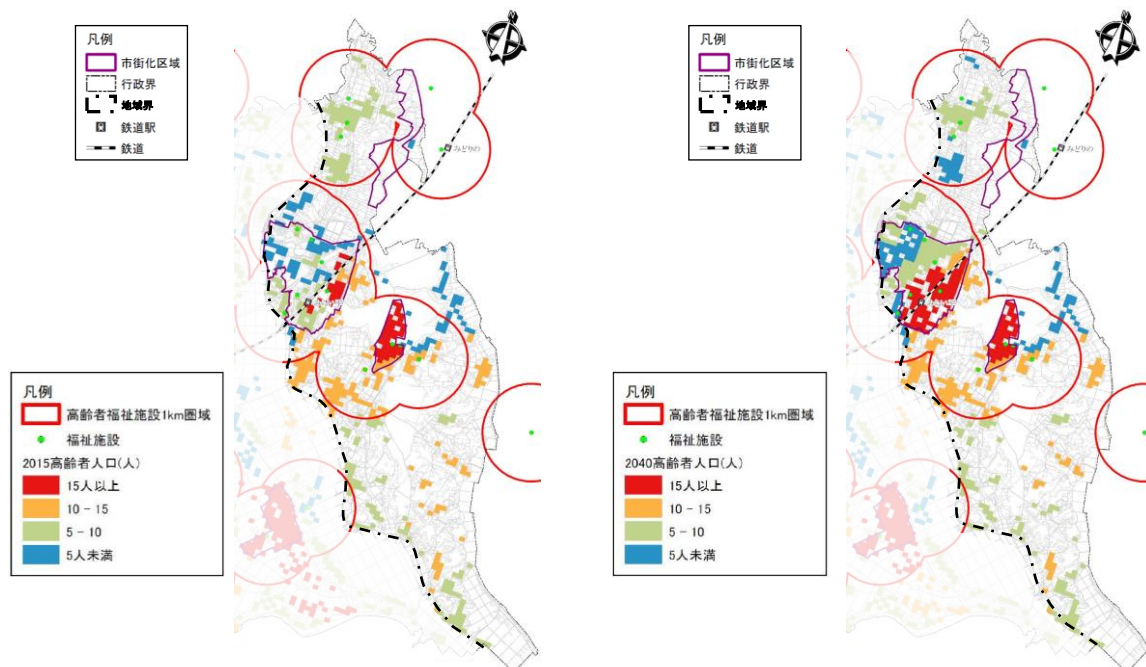 凡例
市街化区域
行政界
地域界
鉄道駅
鉄道
みどりの
凡例
高齢者福祉施設1km圏域
福祉施設
2015高齢者人口(人)
15人以上
10 - 15
5 - 10
5人未満
凡例
市街化区域
行政界
地域界
鉄道駅
鉄道
みどりの
凡例
高齢者福祉施設1km圏域
福祉施設
2040高齢者人口(人)
15人以上
10 - 15
5 - 10
5人未満